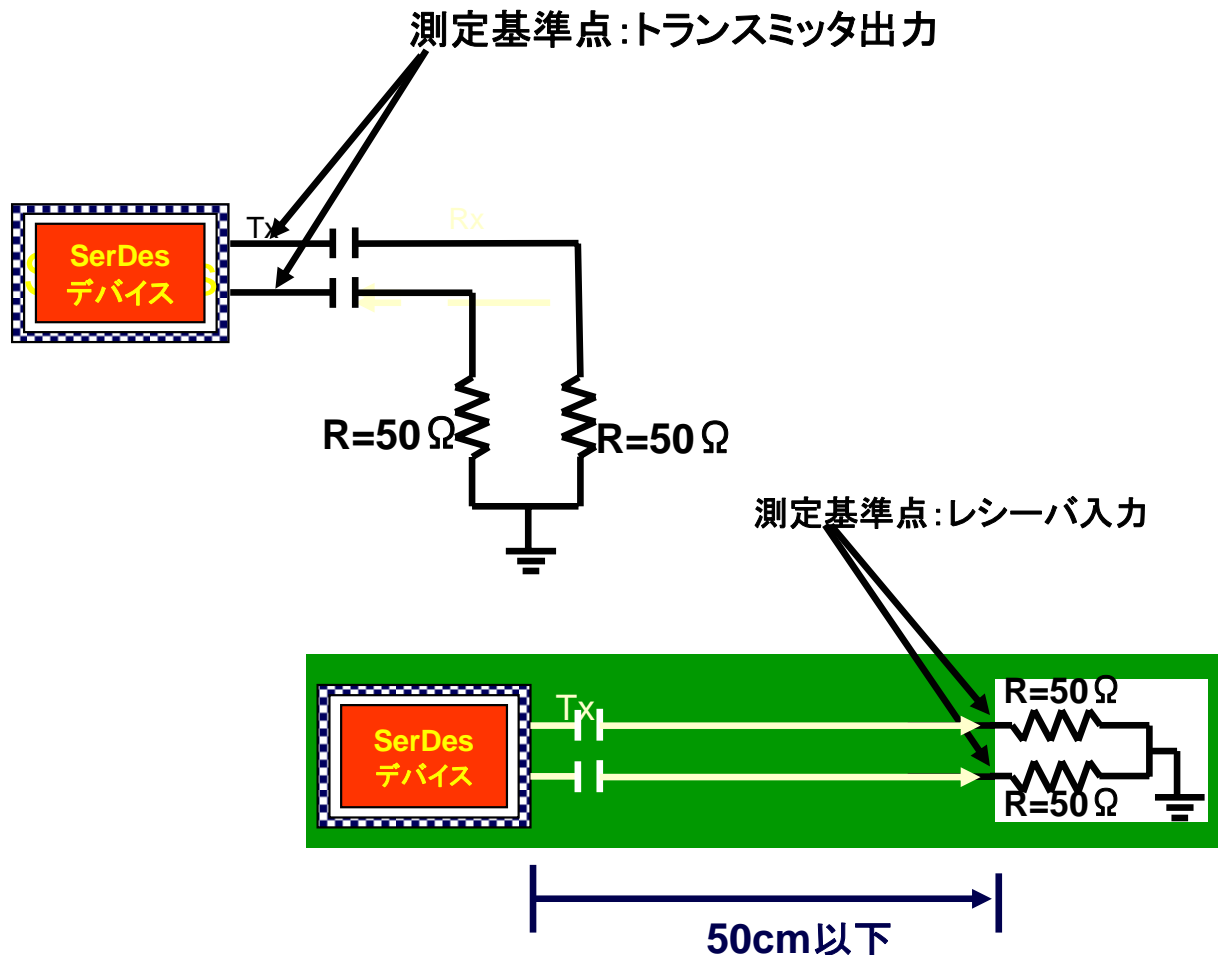 測定基準点：トランスミッタ出力
Tx
Rx
SerDes
デバイス
R=50Ω
R=50Ω
測定基準点：レシーバ入力
Tx
R=50Ω
SerDes
デバイス
R=50Ω
50cm以下